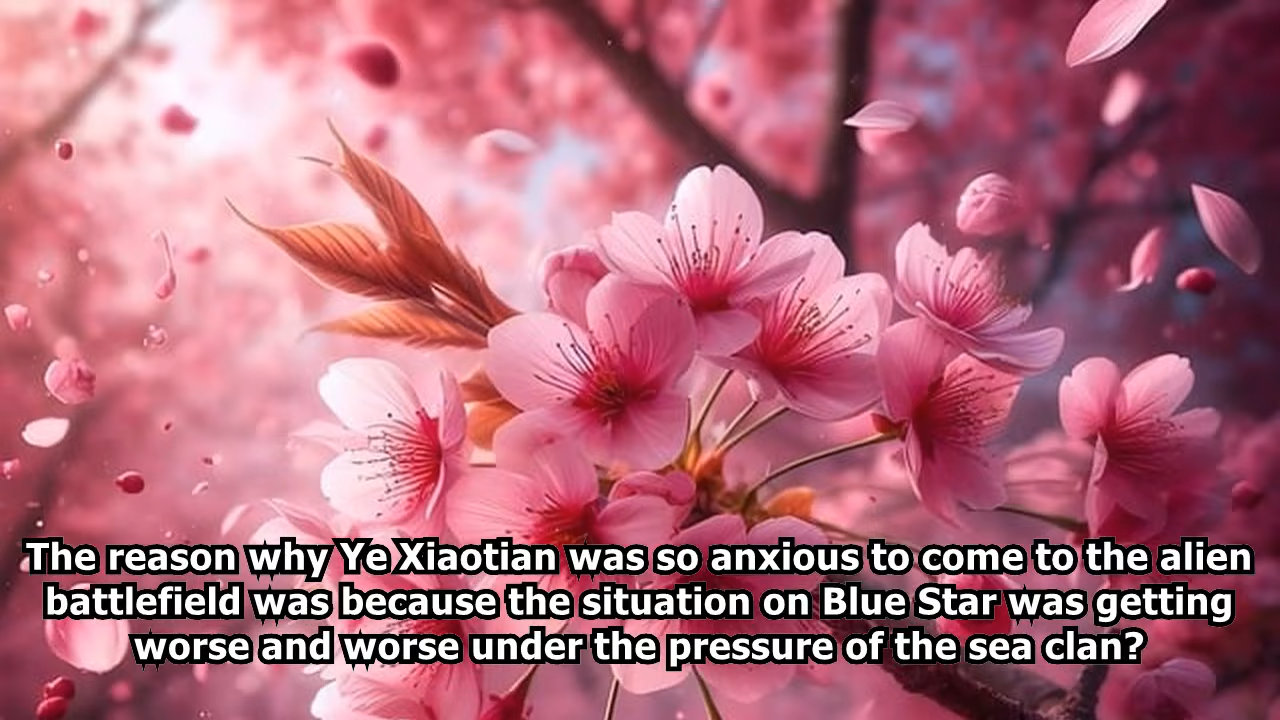 The reason why Ye Xiaotian was so anxious to come to the alien
battlefield was because the situation on Blue Star was getting
worse and worse under the pressure of the sea clan?